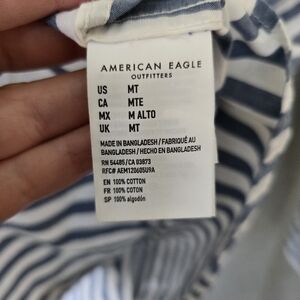 AMERICAN EAGLE
OUTFITTERS
US MT
CA MTE
MX M ALTO
UK MT
MADE IN BANGLADESH / FABRIQUÉ AU
BANGLADESH / HECHO EN BANGLADESH
RN 54485/CA 03873
RFC# AEM120605U9A
EN 100% COTTON
FR 100% COTON
SP 100% algodón